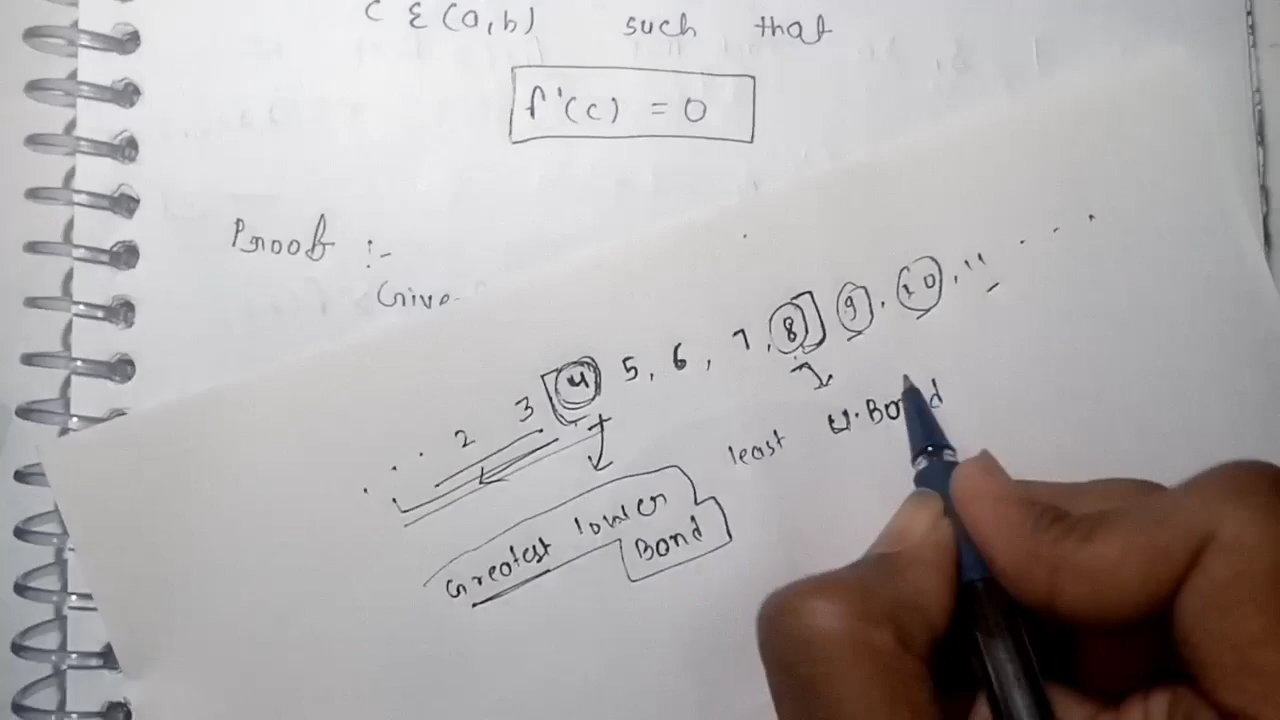 C ε (a, b) such that
f'(c) = 0
Proof :-
Give
. . . 2 3 [4 5, 6, 7, 8] 9, 10, 11 . . . .
least U. Bond
Greotest lower
Bond